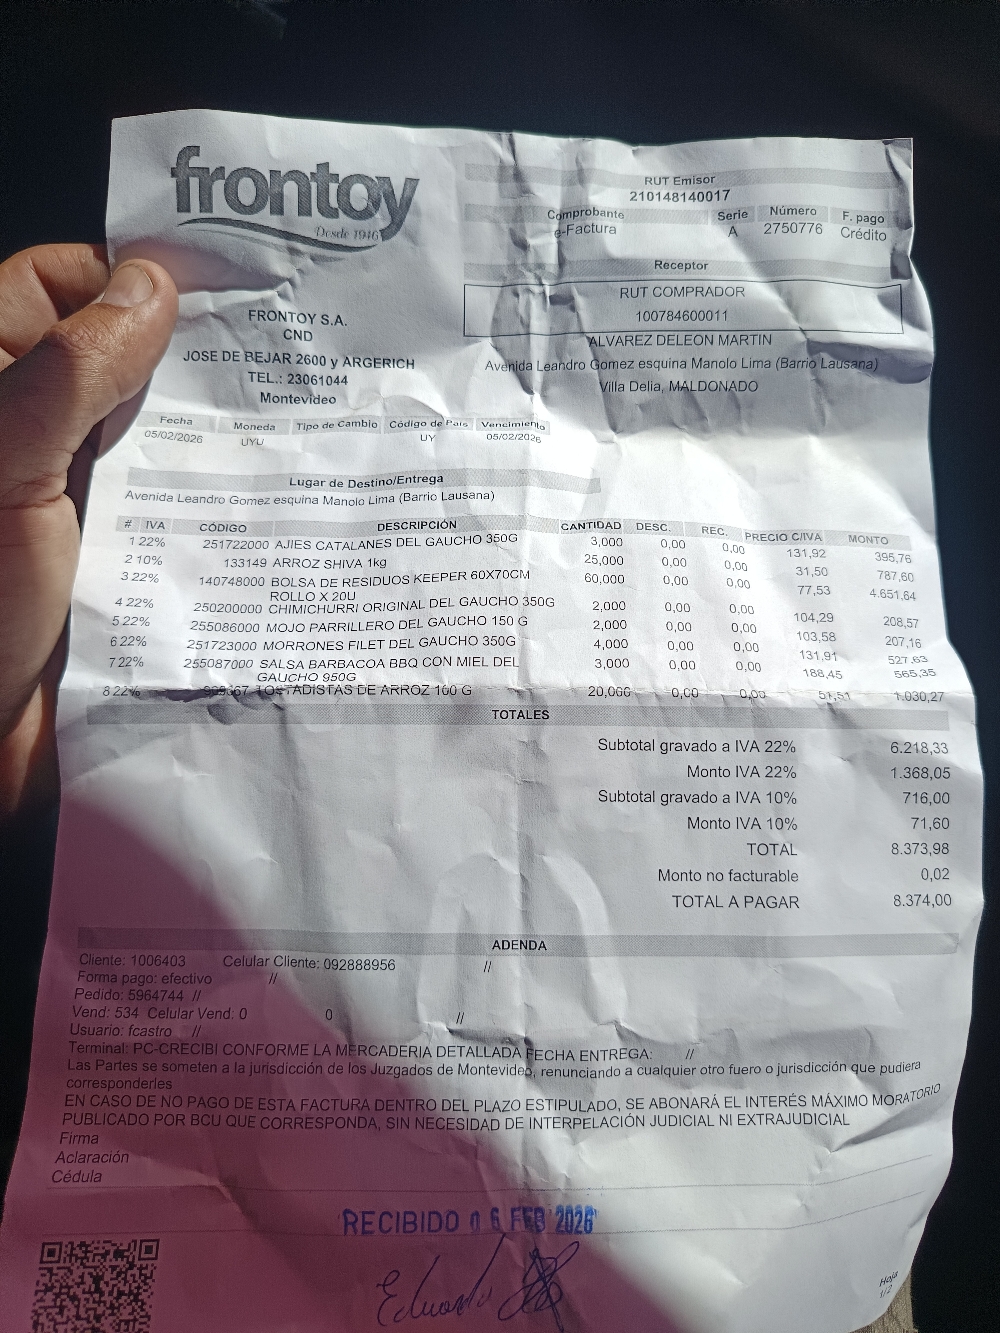 frontoy
Desde 1946
RUT Emisor
210148140017
Comprobante Serie Número F. pago
e-Factura A 2750776 Crédito
Receptor
RUT COMPRADOR
100784600011
ALVAREZ DELEON MARTIN
Avenida Leandro Gomez esquina Manolo Lima (Barrio Lausana)
Villa Delia, MALDONADO
FRONTOY S.A.
CND
JOSE DE BEJAR 2600 y ARGERICH
TEL.: 23061044
Montevideo
Fecha Moneda Tipo de Cambio Código de País Vencimiento
05/02/2026 UYU UY 05/02/2026
Lugar de Destino/Entrega
Avenida Leandro Gomez esquina Manolo Lima (Barrio Lausana)
# IVA CÓDIGO DESCRIPCIÓN CANTIDAD DESC. REC. PRECIO C/IVA MONTO
1 22% 251722000 AJIES CATALANES DEL GAUCHO 350G 3,000 0,00 0,00 131,92 395,76
2 10% 133149 ARROZ SHIVA 1kg 25,000 0,00 0,00 31,50 787,60
3 22% 140748000 BOLSA DE RESIDUOS KEEPER 60X70CM 60,000 0,00 0,00 77,53 4.651,64
ROLLO X 20U
4 22% 250200000 CHIMICHURRI ORIGINAL DEL GAUCHO 350G 2,000 0,00 0,00 104,29 208,57
5 22% 255086000 MOJO PARRILLERO DEL GAUCHO 150 G 2,000 0,00 0,00 103,58 207,16
6 22% 251723000 MORRONES FILET DEL GAUCHO 350G 4,000 0,00 0,00 131,91 527,63
7 22% 255087000 SALSA BARBACOA BBQ CON MIEL DEL 3,000 0,00 0,00 188,45 565,35
GAUCHO 950G
8 22% TOSTADISTAS DE ARROZ 100 G 20,000 0,00 0,00 51,51 1.030,27
TOTALES
Subtotal gravado a IVA 22% 6.218,33
Monto IVA 22% 1.368,05
Subtotal gravado a IVA 10% 716,00
Monto IVA 10% 71,60
TOTAL 8.373,98
Monto no facturable 0,02
TOTAL A PAGAR 8.374,00
ADENDA
Cliente: 1006403 Celular Cliente: 092888956 //
Forma pago: efectivo //
Pedido: 5964744 //
Vend: 534 Celular Vend: 0 0 //
Usuario: fcastro //
Terminal: PC-CRECIBI CONFORME LA MERCADERIA DETALLADA FECHA ENTREGA: //
Las Partes se someten a la jurisdicción de los Juzgados de Montevideo, renunciando a cualquier otro fuero o jurisdicción que pudiera
corresponderles
EN CASO DE NO PAGO DE ESTA FACTURA DENTRO DEL PLAZO ESTIPULADO, SE ABONARÁ EL INTERÉS MÁXIMO MORATORIO
PUBLICADO POR BCU QUE CORRESPONDA, SIN NECESIDAD DE INTERPELACIÓN JUDICIAL NI EXTRAJUDICIAL
Firma
Aclaración
Cédula
RECIBIDO 06 FEB 2026
Eduardo
Hoja
1/2